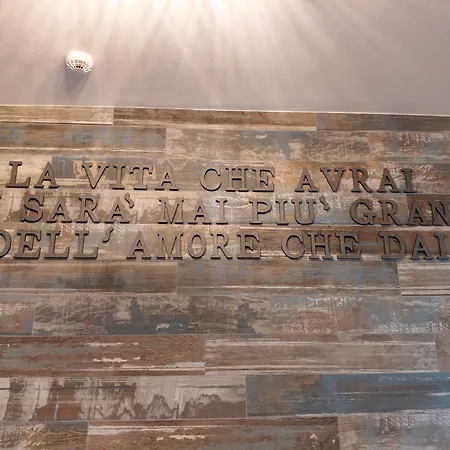 LA VITA CHE AVRAI
SARA' MAI PIU' GRAN
DELL'AMORE CHE DAI